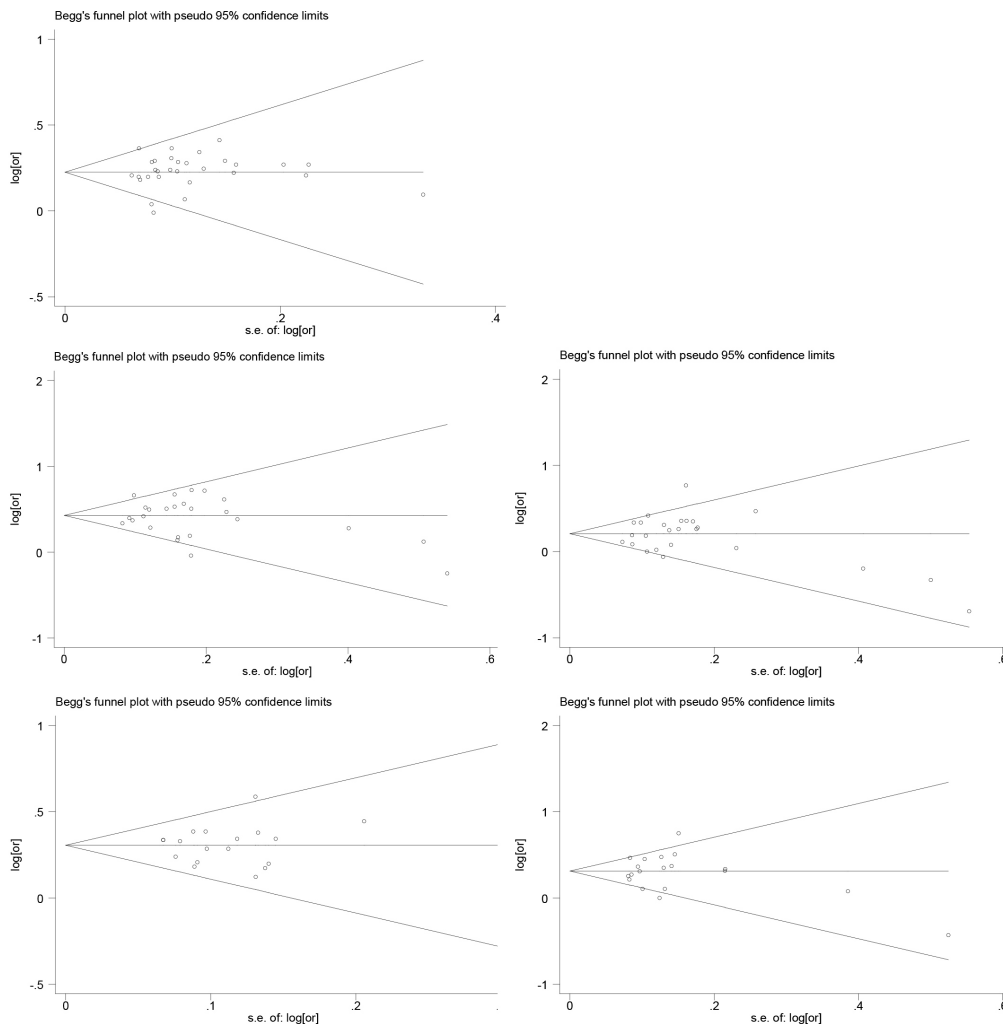 Begg's funnel plot with pseudo 95% confidence limits
1
.5
0
-.5
log[or]
0
.2
.4
s.e. of: log[or]
Begg's funnel plot with pseudo 95% confidence limits
2
1
0
-1
log[or]
0
.2
.4
.6
s.e. of: log[or]
Begg's funnel plot with pseudo 95% confidence limits
2
1
0
-1
log[or]
0
.2
.4
.6
s.e. of: log[or]
Begg's funnel plot with pseudo 95% confidence limits
1
.5
0
-.5
log[or]
0
.1
.2
s.e. of: log[or]
Begg's funnel plot with pseudo 95% confidence limits
2
1
0
-1
log[or]
0
.2
.4
.6
s.e. of: log[or]